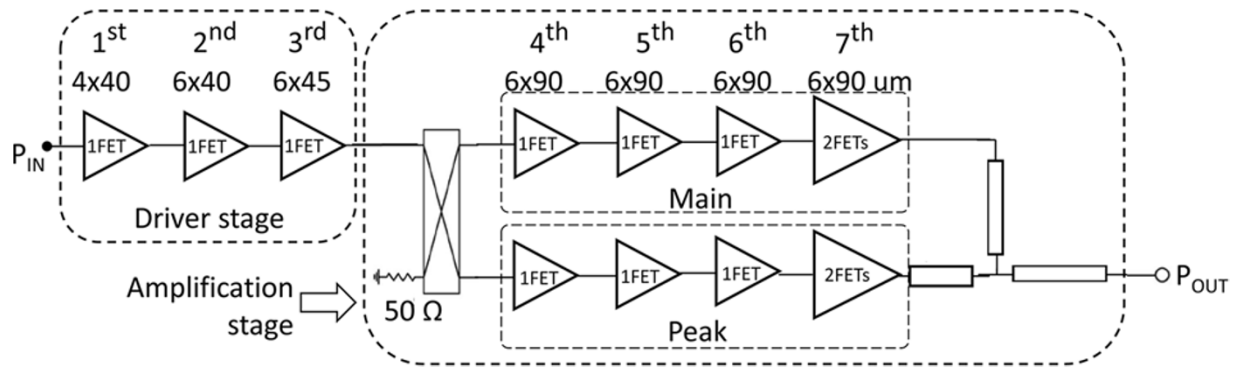 1st 2nd 3rd 4th 5th 6th 7th
4x40 6x40 6x45 6x90 6x90 6x90 6x90 um
PIN 1FET 1FET 1FET 1FET 1FET 1FET 2FETs
Driver stage
Main
1FET 1FET 1FET 2FETs POUT
Amplification
stage
50 Ω
Peak